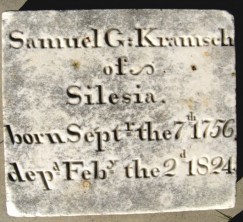 Samuel G: Kramsch
of
Silesia.
born Septʳ the 7ᵗʰ 1756
depᵈ Febʸ the 2ᵈ 1824.